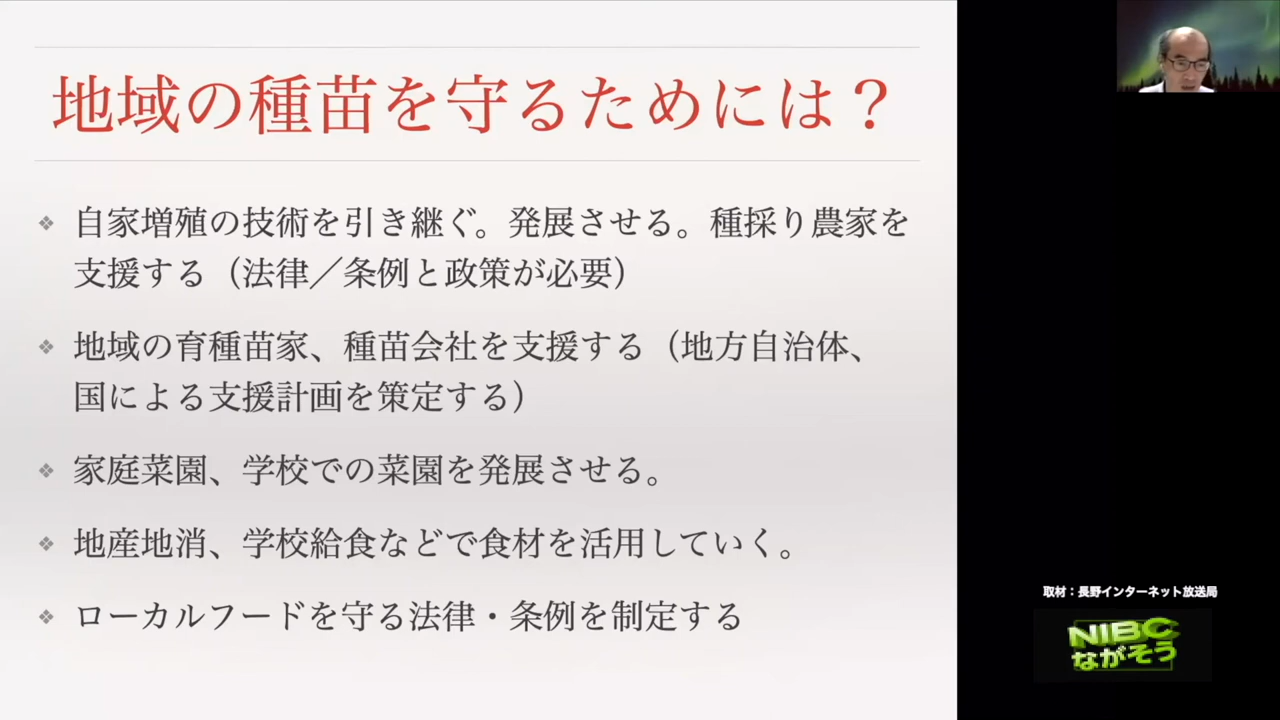 地域の種苗を守るためには？
自家増殖の技術を引き継ぐ。発展させる。種採り農家を
支援する（法律／条例と政策が必要）
地域の育種苗家、種苗会社を支援する（地方自治体、
国による支援計画を策定する）
家庭菜園、学校での菜園を発展させる。
地産地消、学校給食などで食材を活用していく。
ローカルフードを守る法律・条例を制定する
取材：長野インターネット放送局
NIBC
ながそう